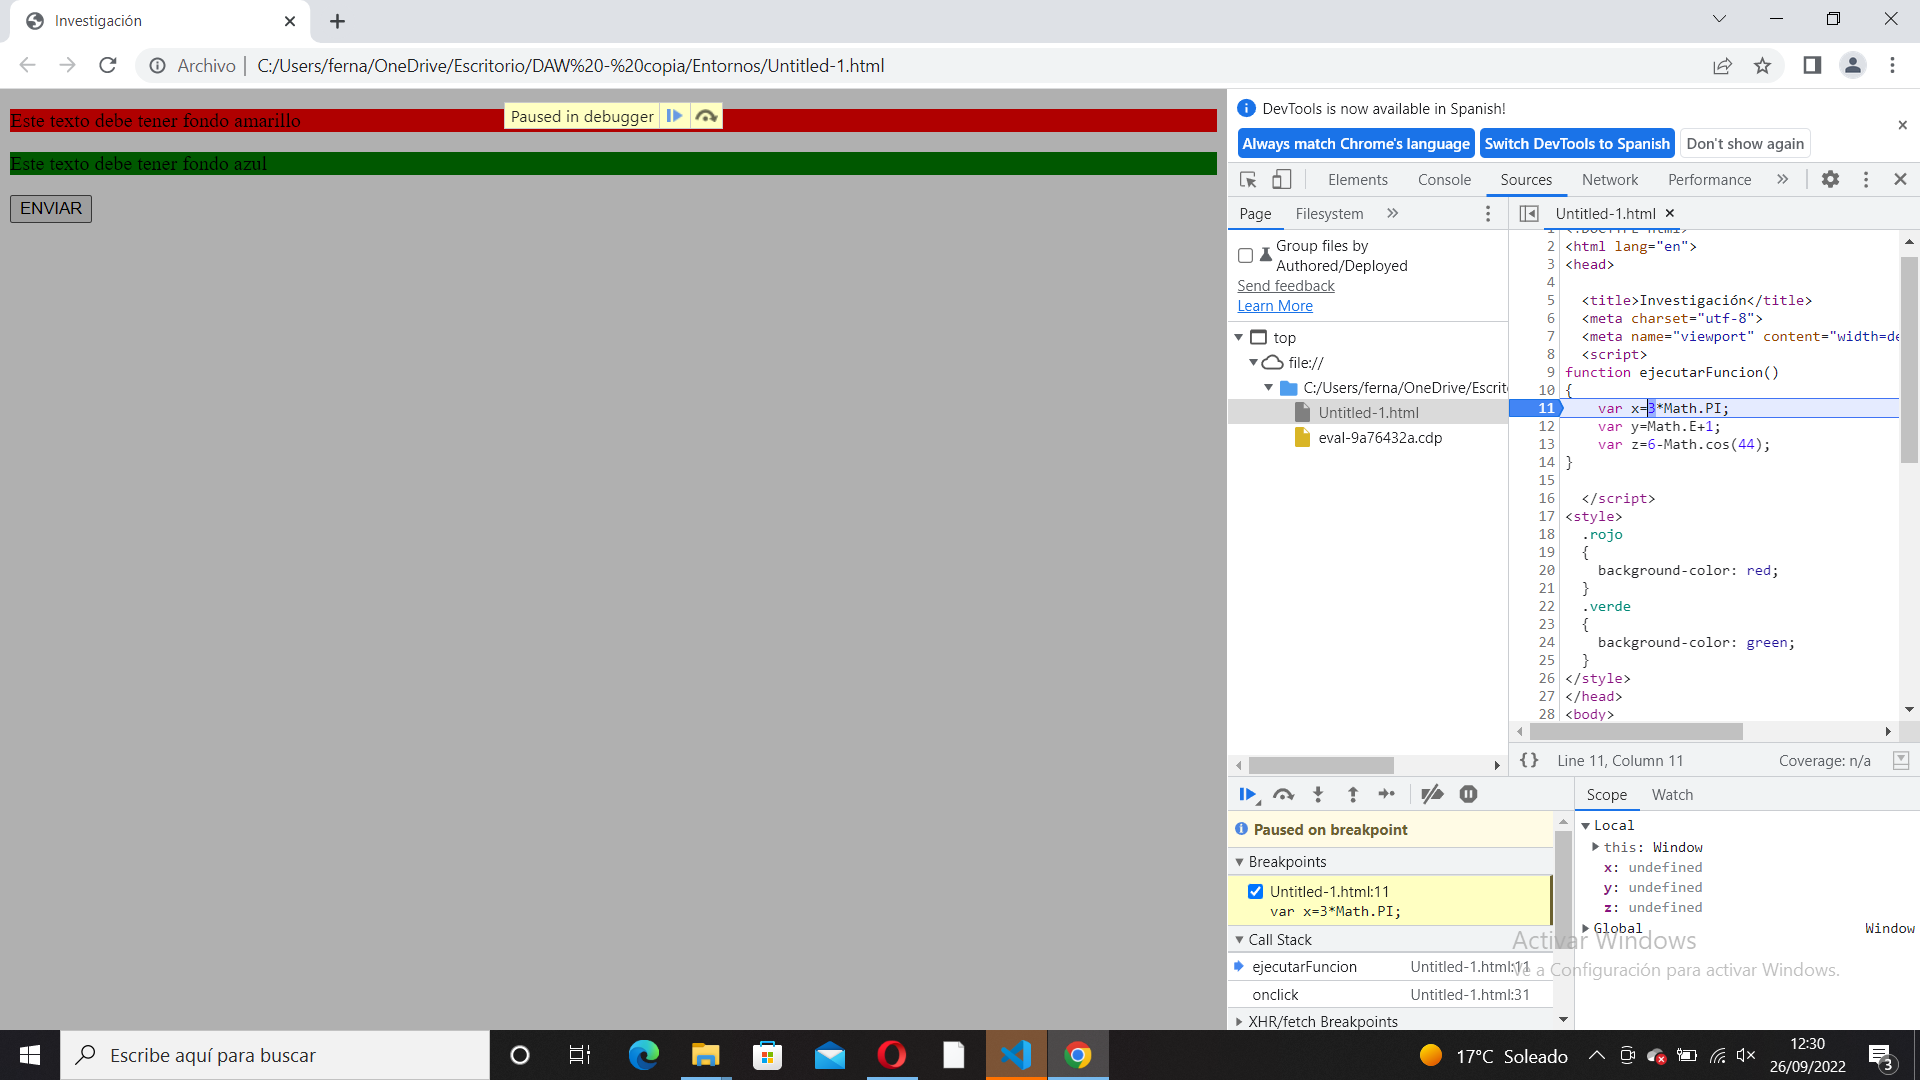 Investigación
Archivo | C:/Users/ferna/OneDrive/Escritorio/DAW%20-%20copia/Entornos/Untitled-1.html
Este texto debe tener fondo amarillo
Paused in debugger
Este texto debe tener fondo azul
ENVIAR
DevTools is now available in Spanish!
Always match Chrome's language
Switch DevTools to Spanish
Don't show again
Elements
Console
Sources
Network
Performance
Page
Filesystem
Group files by
Authored/Deployed
Send feedback
Learn More
top
file://
C:/Users/ferna/OneDrive/Escrit
Untitled-1.html
eval-9a76432a.cdp
Untitled-1.html
1 <!DOCTYPE html>
2 <html lang="en">
3 <head>
4
5 <title>Investigación</title>
6 <meta charset="utf-8">
7 <meta name="viewport" content="width=de
8 <script>
9 function ejecutarFuncion()
10 {
11 var x=3*Math.PI;
12 var y=Math.E+1;
13 var z=6-Math.cos(44);
14 }
15
16 </script>
17 <style>
18 .rojo
19 {
20 background-color: red;
21 }
22 .verde
23 {
24 background-color: green;
25 }
26 </style>
27 </head>
28 <body>
{} Line 11, Column 11
Coverage: n/a
Paused on breakpoint
Breakpoints
Untitled-1.html:11
var x=3*Math.PI;
Call Stack
ejecutarFuncion Untitled-1.html:11
onclick Untitled-1.html:31
XHR/fetch Breakpoints
Scope
Watch
Local
this: Window
x: undefined
y: undefined
z: undefined
Global Window
Activar Windows
Ve a Configuración para activar Windows.
Escribe aquí para buscar
17°C Soleado
12:30
26/09/2022
3